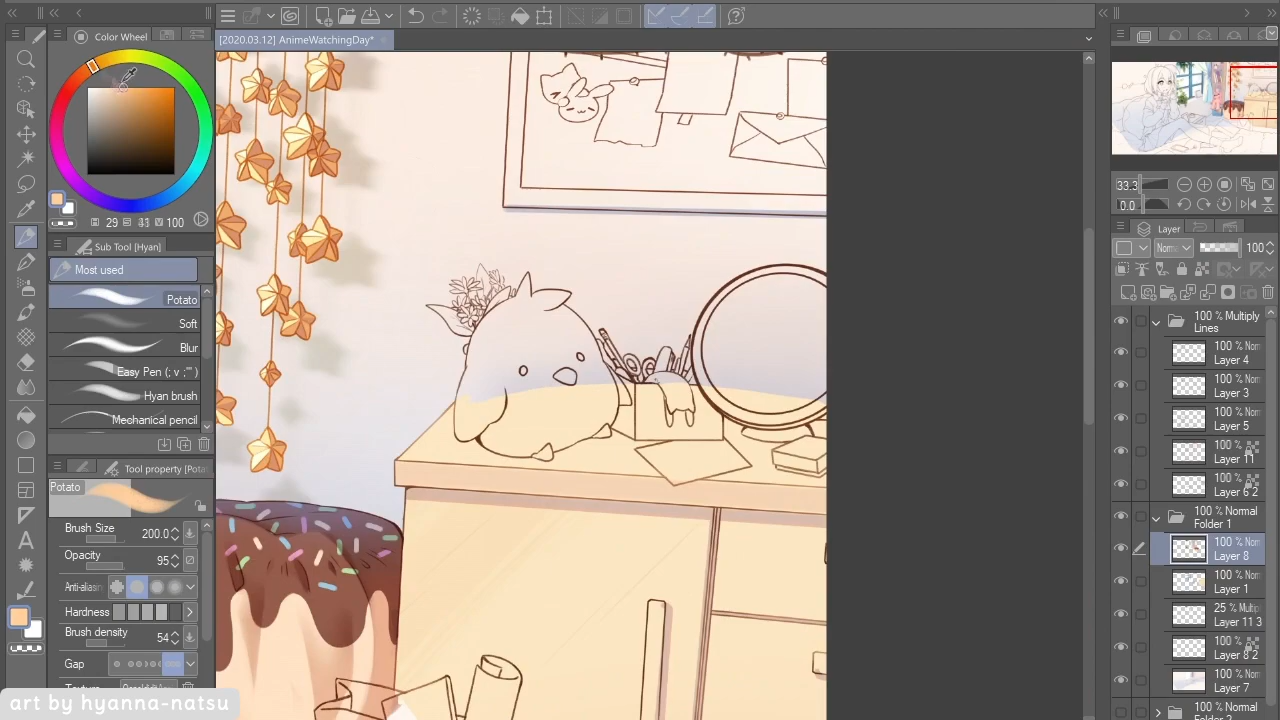 [2020.03.12] AnimeWatchingDay*
Color Wheel
29 41 100
Sub Tool [Hyan]
Most used
Potato
Soft
Blur
Easy Pen (; v ;''' )
Hyan brush
Mechanical pencil
Tool property [Potat
Potato
Brush Size 200.0
Opacity 95
Anti-aliasin
Hardness
Brush density 54
Gap
art by hyanna-natsu
33.3
0.0
Layer
Norm 100
100 % Multiply
Lines
100 % Norm
Layer 4
100 % Norm
Layer 3
100 % Norm
Layer 5
100 % Norm
Layer 11
100 % Norm
Layer 6 2
100 % Normal
Folder 1
100 % Norm
Layer 8
100 % Norm
Layer 1
25 % Multip
Layer 11 3
100 %
Layer 8 2
100 % Norm
Layer 7
100 % Normal